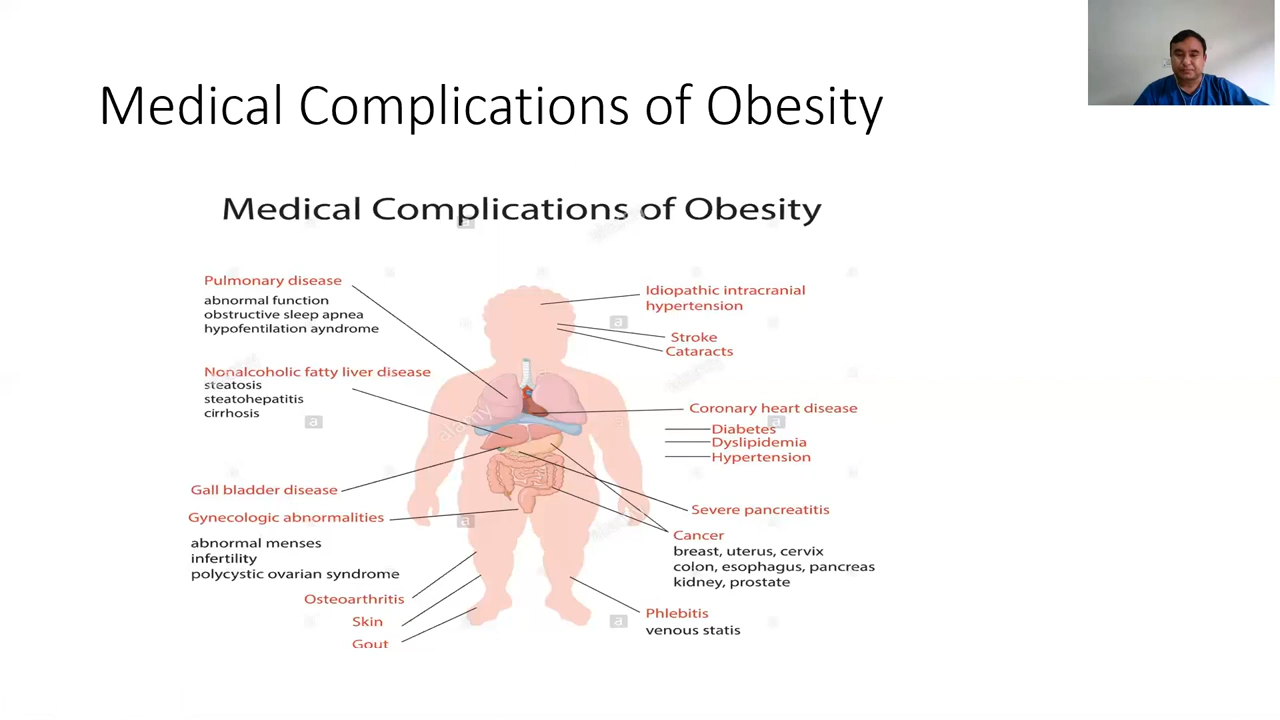 Medical Complications of Obesity
Medical Complications of Obesity
Pulmonary disease
abnormal function
obstructive sleep apnea
hypofentilation ayndrome
Nonalcoholic fatty liver disease
steatosis
steatohepatitis
cirrhosis
Gall bladder disease
Gynecologic abnormalities
abnormal menses
infertility
polycystic ovarian syndrome
Osteoarthritis
Skin
Gout
Idiopathic intracranial
hypertension
Stroke
Cataracts
Coronary heart disease
Diabetes
Dyslipidemia
Hypertension
Severe pancreatitis
Cancer
breast, uterus, cervix
colon, esophagus, pancreas
kidney, prostate
Phlebitis
venous statis
alamy
a
a
a
a
a
a